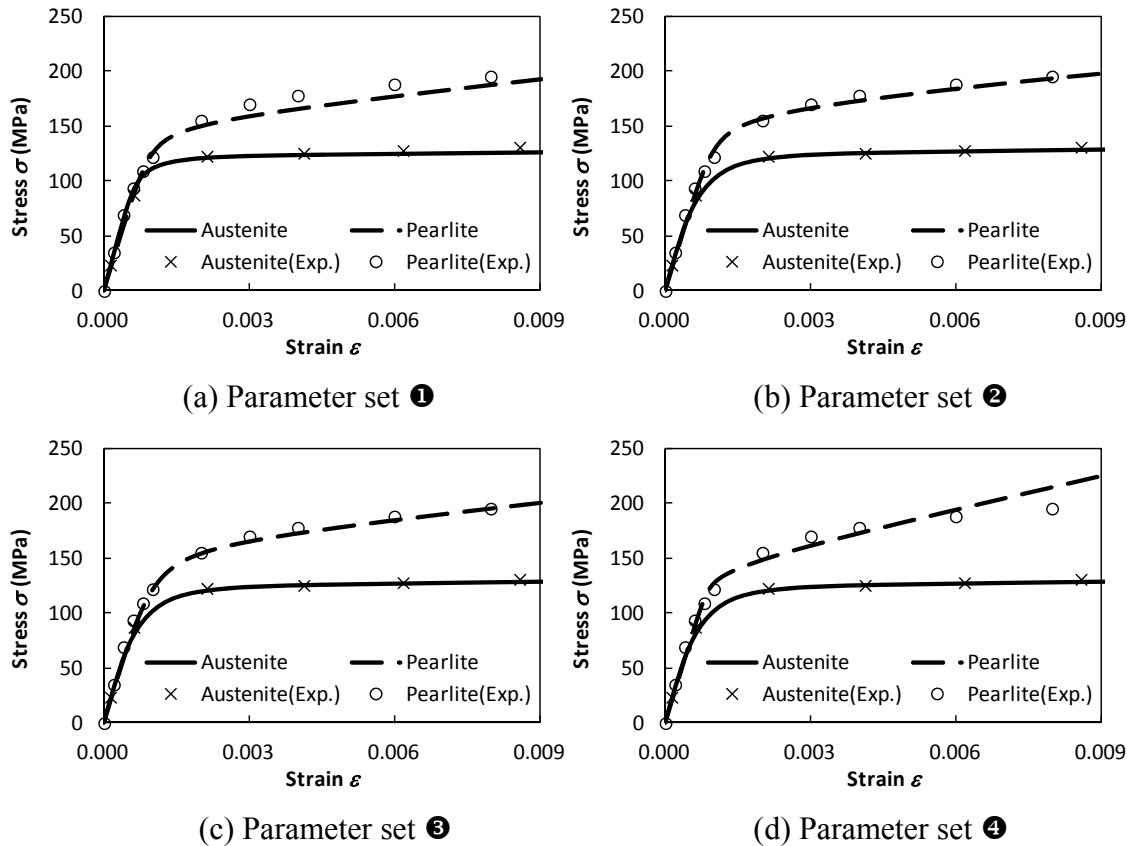 250
200
150
100
50
0
Stress σ (MPa)
Austenite
Pearlite
Austenite(Exp.)
Pearlite(Exp.)
0.000
0.003
0.006
0.009
Strain ε
(a) Parameter set ❶
250
200
150
100
50
0
Stress σ (MPa)
Austenite
Pearlite
Austenite(Exp.)
Pearlite(Exp.)
0.000
0.003
0.006
0.009
Strain ε
(b) Parameter set ❷
250
200
150
100
50
0
Stress σ (MPa)
Austenite
Pearlite
Austenite(Exp.)
Pearlite(Exp.)
0.000
0.003
0.006
0.009
Strain ε
(c) Parameter set ❸
250
200
150
100
50
0
Stress σ (MPa)
Austenite
Pearlite
Austenite(Exp.)
Pearlite(Exp.)
0.000
0.003
0.006
0.009
Strain ε
(d) Parameter set ❹